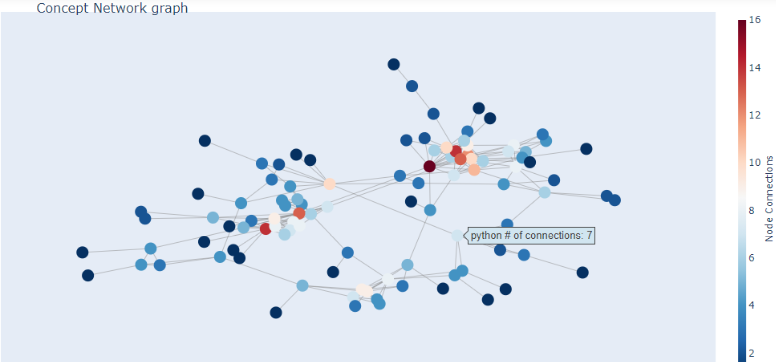 Concept Network graph
16
14
12
10
8
6
4
2
Node Connections
python # of connections: 7